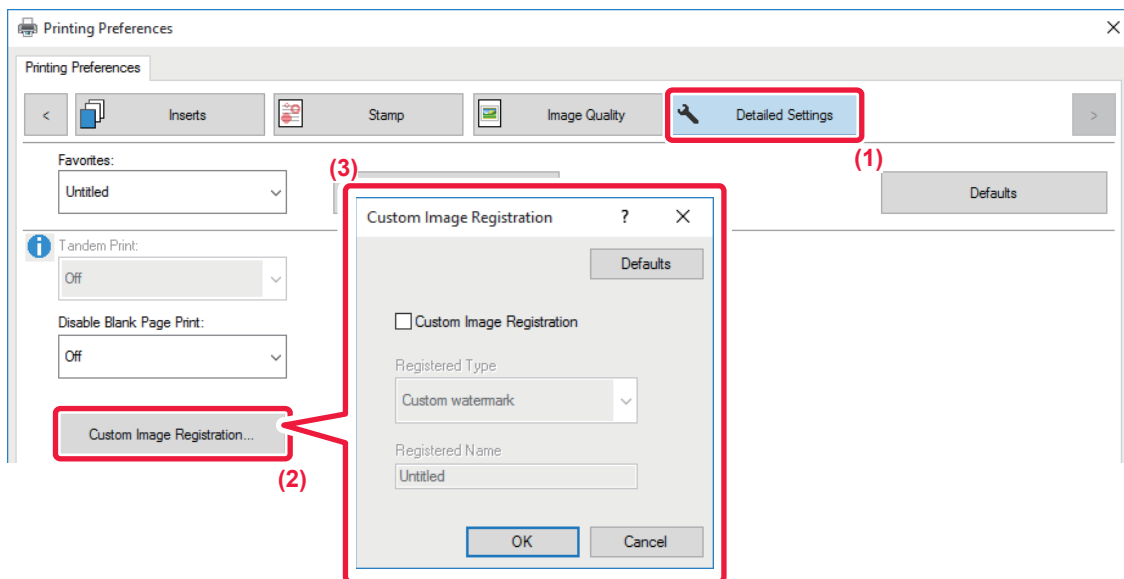 Printing Preferences
Printing Preferences
<
Inserts
Stamp
Image Quality
Detailed Settings
>
(1)
Favorites:
Untitled
(3)
Defaults
Custom Image Registration ?
Defaults
Tandem Print:
Off
Custom Image Registration
Disable Blank Page Print:
Off
Registered Type
Custom watermark
Custom Image Registration...
(2)
Registered Name
Untitled
OK
Cancel